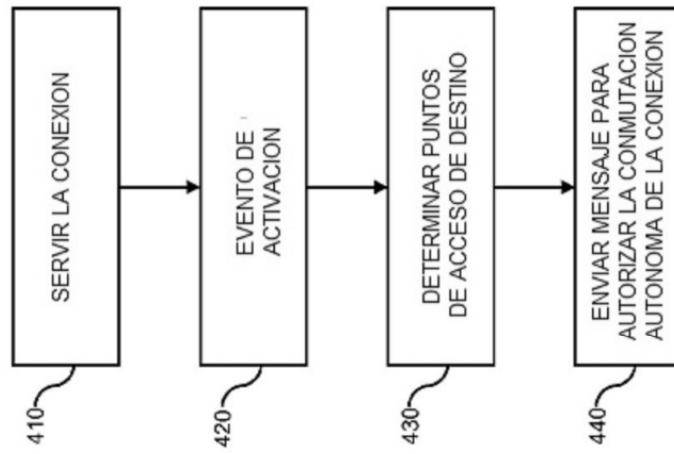 410
SERVIR LA CONEXION
420
EVENTO DE
ACTIVACION
430
DETERMINAR PUNTOS
DE ACCESO DE DESTINO
440
ENVIAR MENSAJE PARA
AUTORIZAR LA CONMUTACION
AUTONOMA DE LA CONEXION